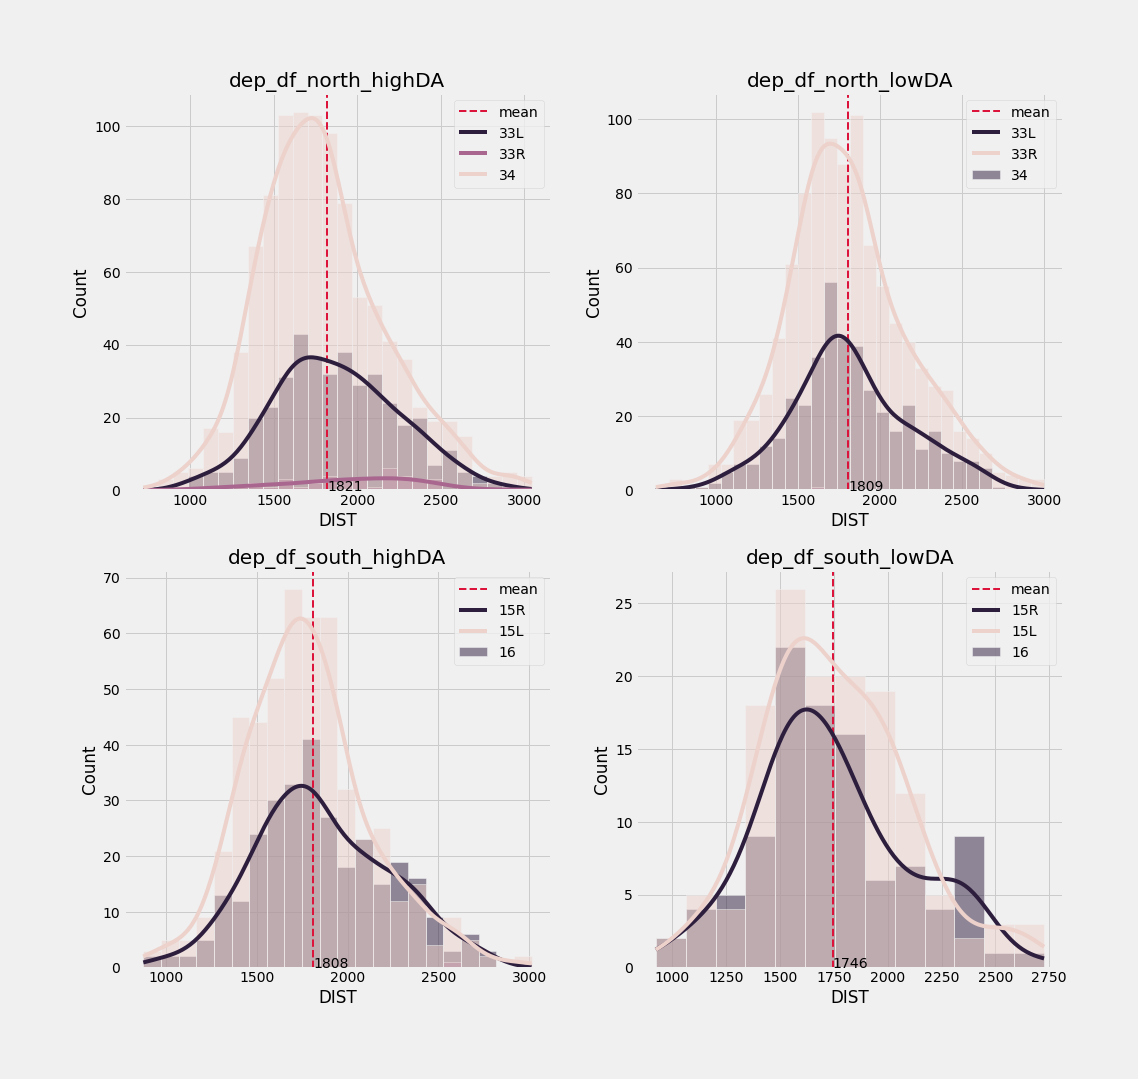 dep_df_north_highDA
Count
100
80
60
40
20
0
mean
33L
33R
34
1821
1000
1500
2000
2500
3000
DIST
dep_df_north_lowDA
Count
100
80
60
40
20
0
mean
33L
33R
34
1809
1000
1500
2000
2500
3000
DIST
dep_df_south_highDA
Count
70
60
50
40
30
20
10
0
mean
15R
15L
16
1808
1000
1500
2000
2500
3000
DIST
dep_df_south_lowDA
Count
25
20
15
10
5
0
mean
15R
15L
16
1746
1000
1250
1500
1750
2000
2250
2500
2750
DIST